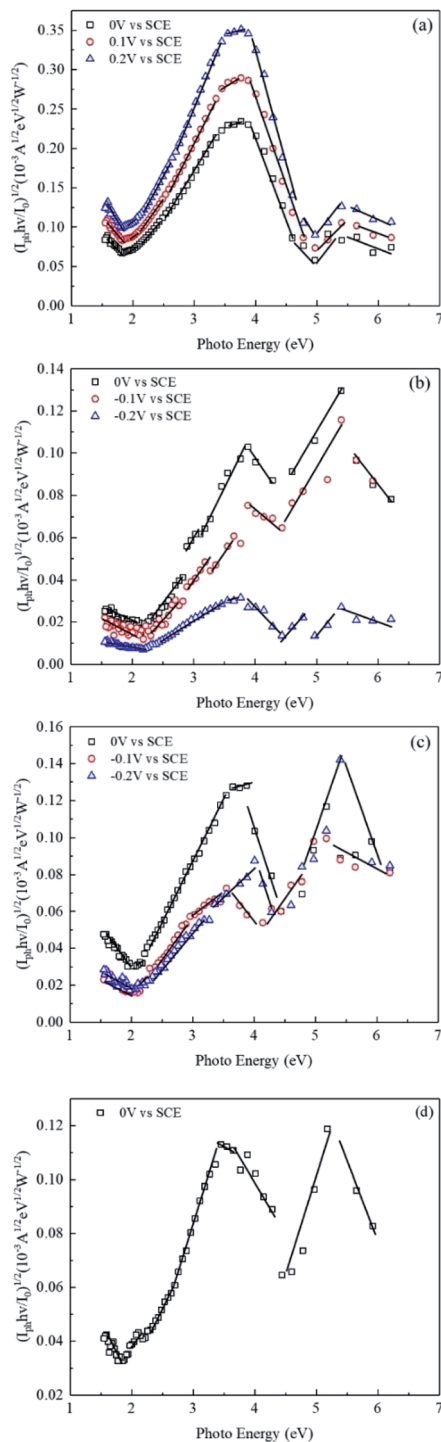 0V vs SCE
0.1V vs SCE
0.2V vs SCE
(a)
0.35
0.30
0.25
0.20
0.15
0.10
0.05
0.00
(I_ph hν/I_0)^1/2 (10^-3 A^1/2 eV^1/2 W^-1/2)
1 2 3 4 5 6 7
Photo Energy (eV)
0V vs SCE
-0.1V vs SCE
-0.2V vs SCE
(b)
0.14
0.12
0.10
0.08
0.06
0.04
0.02
0.00
(I_ph hν/I_0)^1/2 (10^-3 A^1/2 eV^1/2 W^-1/2)
1 2 3 4 5 6 7
Photo Energy (eV)
0V vs SCE
-0.1V vs SCE
-0.2V vs SCE
(c)
0.16
0.14
0.12
0.10
0.08
0.06
0.04
0.02
0.00
(I_ph hν/I_0)^1/2 (10^-3 A^1/2 eV^1/2 W^-1/2)
1 2 3 4 5 6 7
Photo Energy (eV)
0V vs SCE
(d)
0.12
0.10
0.08
0.06
0.04
0.02
(I_ph hν/I_0)^1/2 (10^-3 A^1/2 eV^1/2 W^-1/2)
1 2 3 4 5 6 7
Photo Energy (eV)